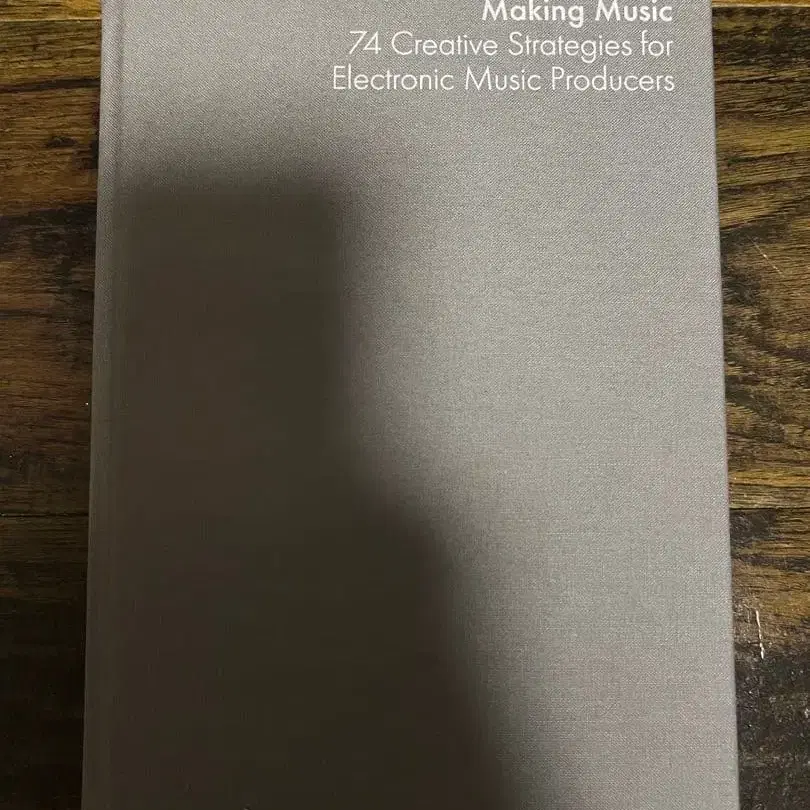 Making Music
74 Creative Strategies for
Electronic Music Producers